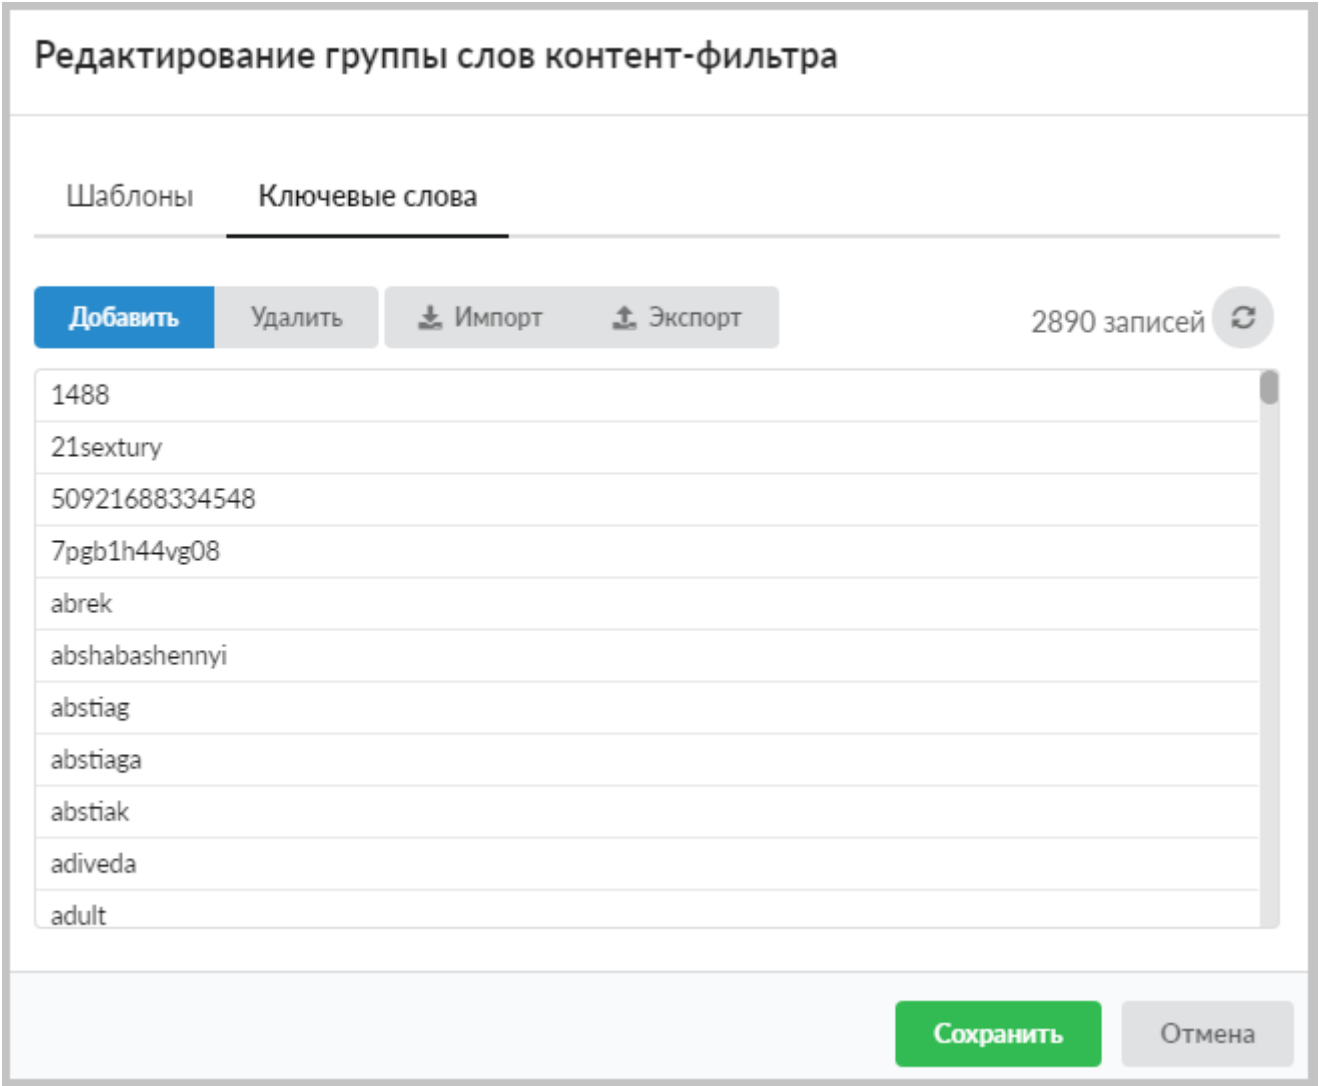 Редактирование группы слов контент-фильтра
Шаблоны Ключевые слова
Добавить Удалить Импорт Экспорт 2890 записей
1488
21sextury
50921688334548
7pgb1h44vg08
abrek
abshabashennyi
abstiag
abstiaga
abstiak
adiveda
adult
Сохранить Отмена